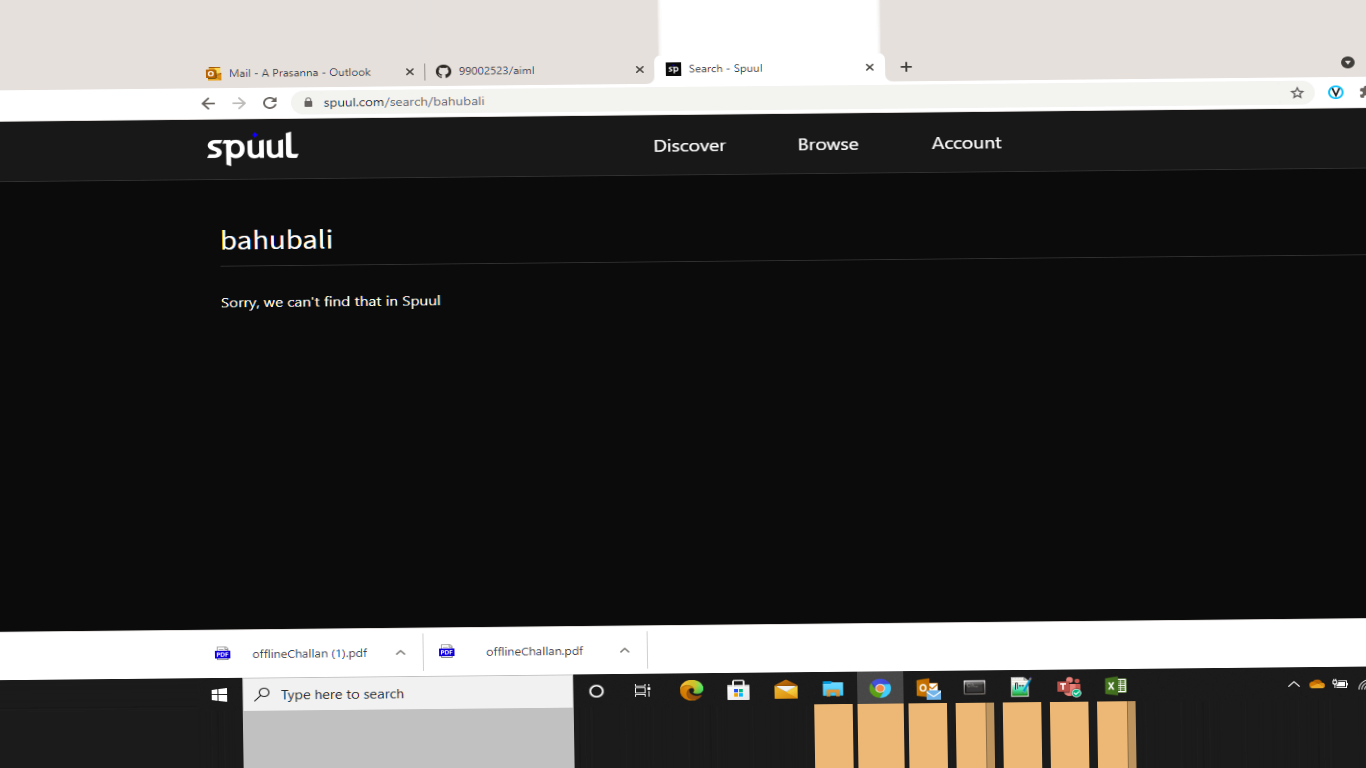 Mail - A Prasanna - Outlook
99002523/aiml
sp
Search - Spuul
spuul.com/search/bahubali
spuul
Discover
Browse
Account
bahubali
Sorry, we can't find that in Spuul
PDF
offlineChallan (1).pdf
PDF
offlineChallan.pdf
Type here to search